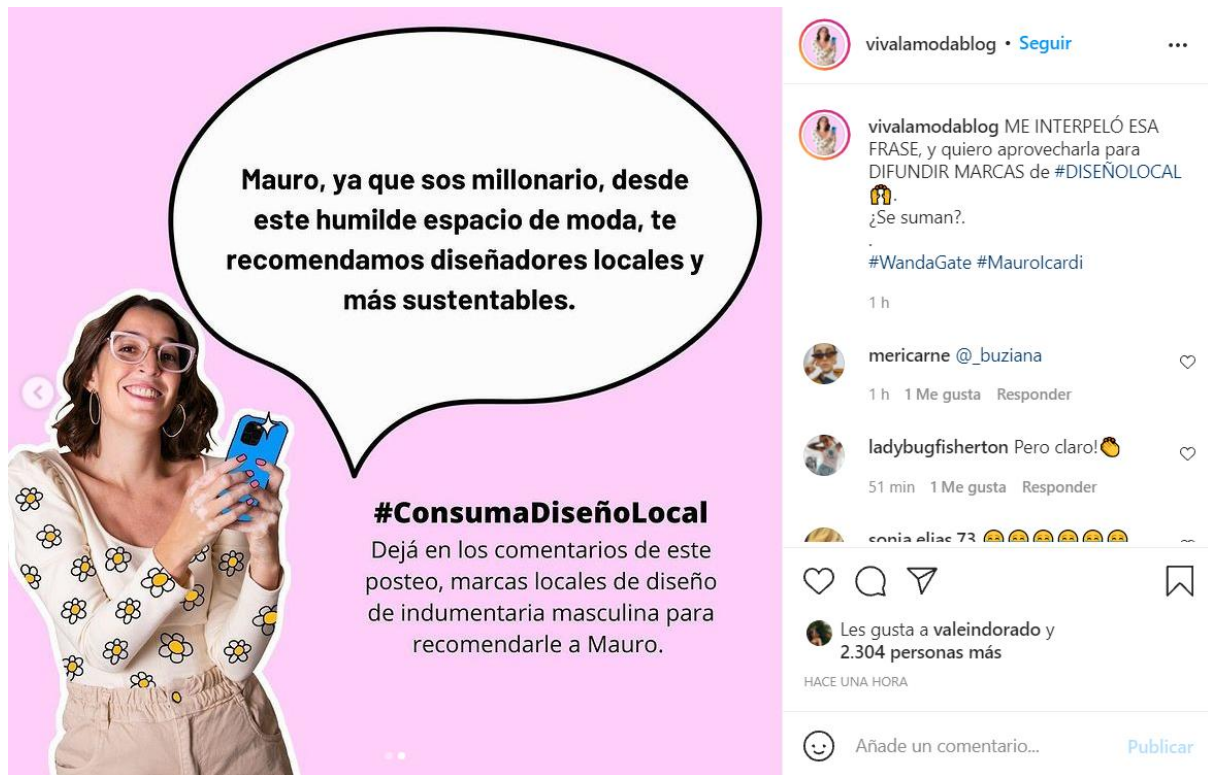 Mauro, ya que sos millonario, desde
este humilde espacio de moda, te
recomendamos diseñadores locales y
más sustentables.
#ConsumaDiseñoLocal
Dejá en los comentarios de este
posteo, marcas locales de diseño
de indumentaria masculina para
recomendarle a Mauro.
vivalamodablog • Seguir
vivalamodablog ME INTERPELÓ ESA
FRASE, y quiero aprovecharla para
DIFUNDIR MARCAS de #DISEÑOLOCAL
🙌.
¿Se suman?.
.
#WandaGate #MauroIcardi
1 h
mericarne @_buziana
1 h 1 Me gusta Responder
ladybugfisherton Pero claro!👏
51 min 1 Me gusta Responder
sonia.elias.73 😄😄😄😄😄😄
Les gusta a valeindorado y
2.304 personas más
HACE UNA HORA
Añade un comentario... Publicar